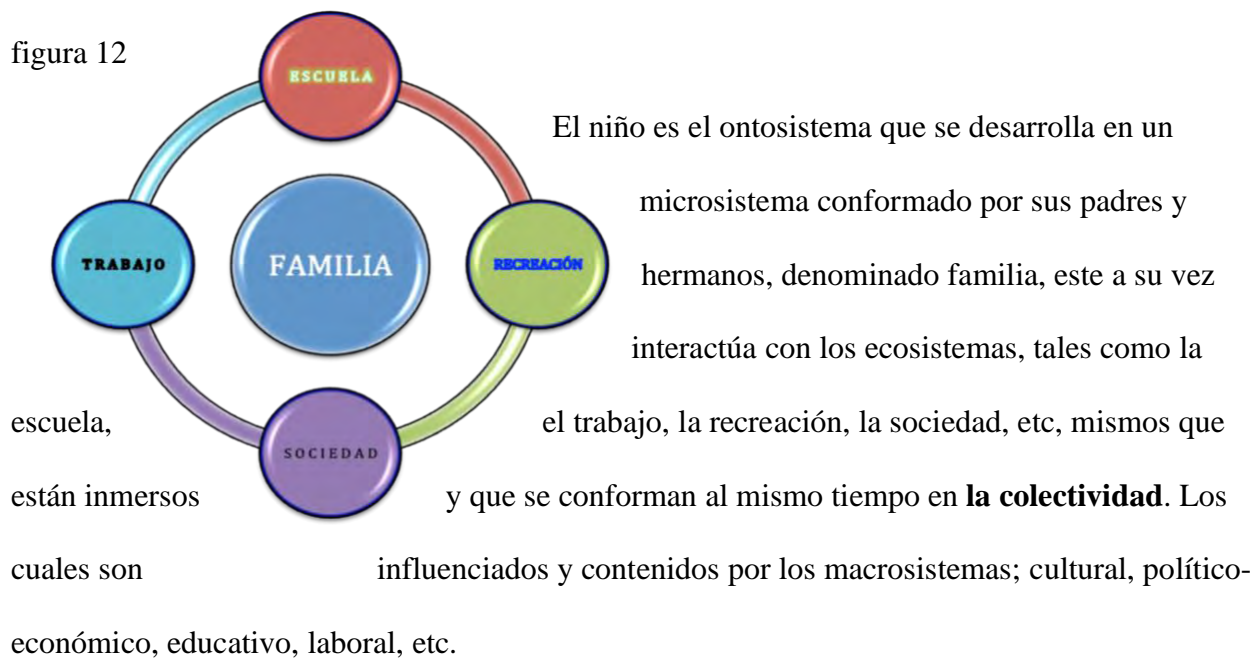 figura 12
ESCUELA
El niño es el ontosistema que se desarrolla en un
microsistema conformado por sus padres y
TRABAJO
FAMILIA
RECREACIÓN
hermanos, denominado familia, este a su vez
interactúa con los ecosistemas, tales como la
escuela, el trabajo, la recreación, la sociedad, etc, mismos que
SOCIEDAD
están inmersos y que se conforman al mismo tiempo en la colectividad. Los
cuales son influenciados y contenidos por los macrosistemas; cultural, político-
económico, educativo, laboral, etc.